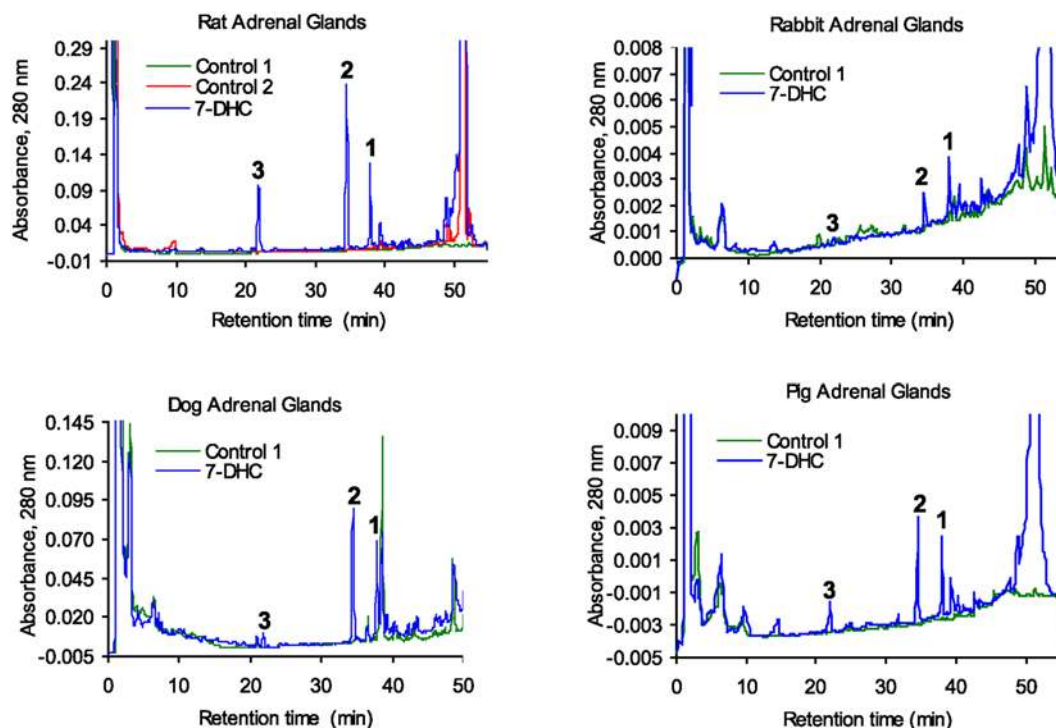 Rat Adrenal Glands
Absorbance, 280 nm
0.29
0.24
0.19
0.14
0.09
0.04
-0.01
Control 1
Control 2
7-DHC
3
2
1
0 10 20 30 40 50
Retention time (min)
Rabbit Adrenal Glands
Absorbance, 280 nm
0.008
0.007
0.006
0.005
0.004
0.003
0.002
0.001
0.000
Control 1
7-DHC
3
2
1
0 10 20 30 40 50
Retention time (min)
Dog Adrenal Glands
Absorbance, 280 nm
0.145
0.120
0.095
0.070
0.045
0.020
-0.005
Control 1
7-DHC
3
2
1
0 10 20 30 40 50
Retention time (min)
Pig Adrenal Glands
Absorbance, 280 nm
0.009
0.007
0.005
0.003
0.001
-0.001
-0.003
-0.005
Control 1
7-DHC
3
2
1
0 10 20 30 40 50
Retention time (min)